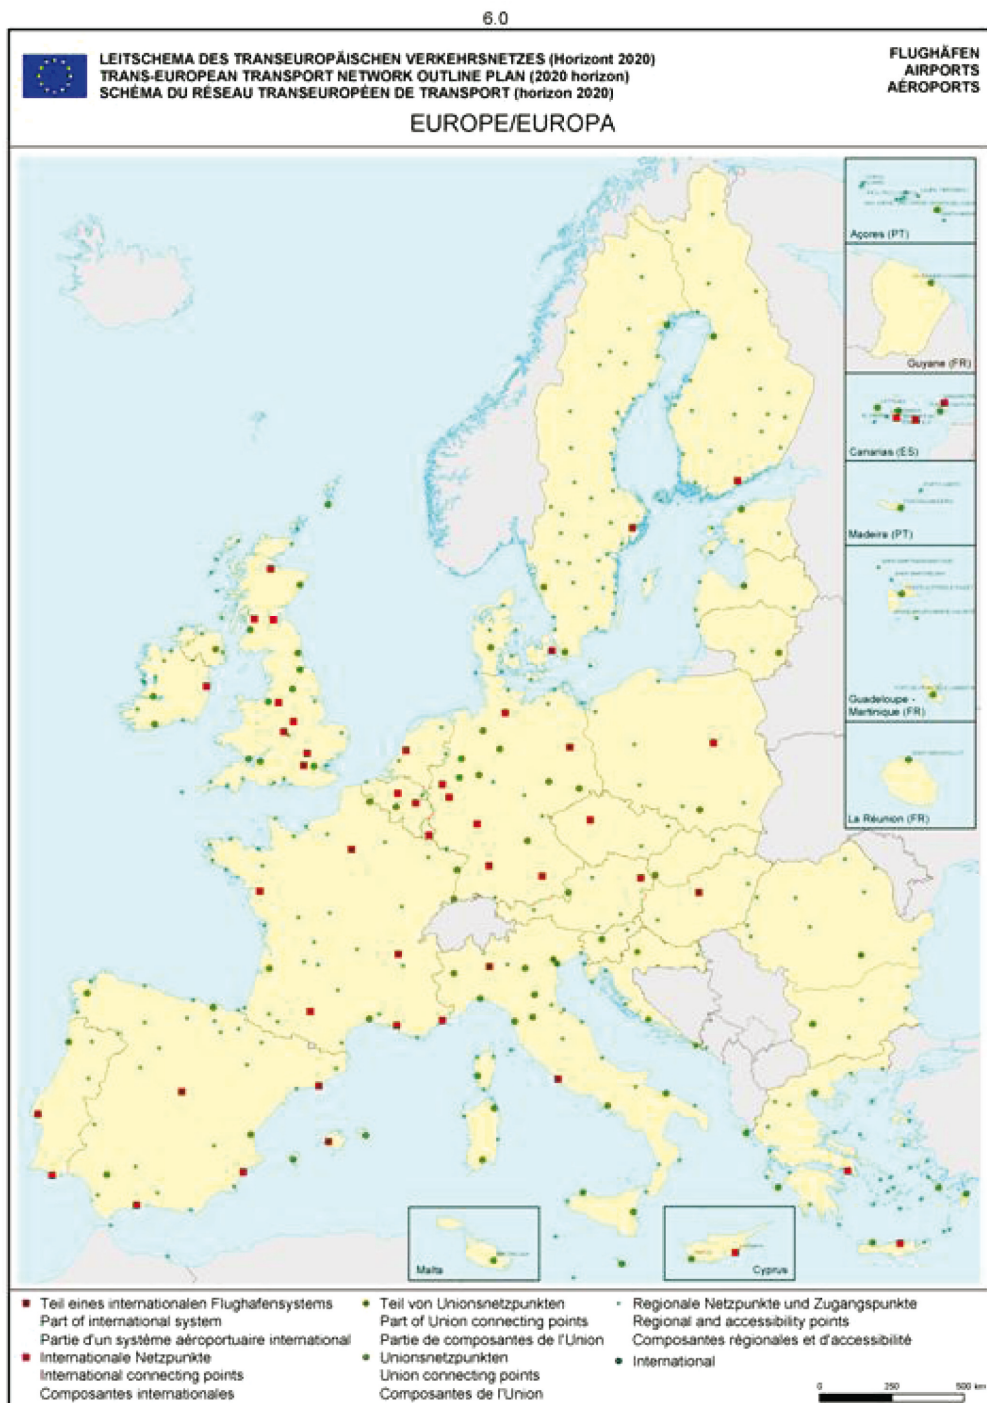 6.0
LEITSCHEMA DES TRANSEUROPÄISCHEN VERKEHRSNETZES (Horizont 2020)
TRANS-EUROPEAN TRANSPORT NETWORK OUTLINE PLAN (2020 horizon)
SCHÉMA DU RÉSEAU TRANSEUROPÉEN DE TRANSPORT (horizon 2020)
FLUGHÄFEN
AIRPORTS
AÉROPORTS
EUROPE/EUROPA
Açores (PT)
Guyane (FR)
Canarias (ES)
Madeira (PT)
Guadeloupe -
Martinique (FR)
La Réunion (FR)
Malta
Cyprus
Teil eines internationalen Flughafensystems
Part of international system
Partie d'un système aéroportuaire international
Internationale Netzpunkte
International connecting points
Composantes internationales
Teil von Unionsnetzpunkten
Part of Union connecting points
Partie de composantes de l'Union
Unionsnetzpunkten
Union connecting points
Composantes de l'Union
Regionale Netzpunkte und Zugangspunkte
Regional and accessibility points
Composantes régionales et d'accessibilité
International
0 250 500 km